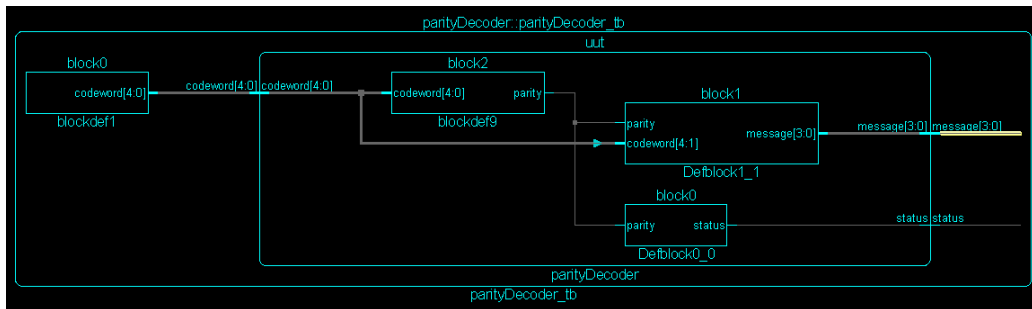 parityDecoder::parityDecoder_tb
uut
block0
codeword[4:0]
blockdef1
codeword[4:0] codeword[4:0]
block2
codeword[4:0] parity
blockdef9
block1
parity
codeword[4:1]
message[3:0]
Defblock1_1
message[3:0] message[3:0]
block0
parity status
Defblock0_0
status status
parityDecoder
parityDecoder_tb